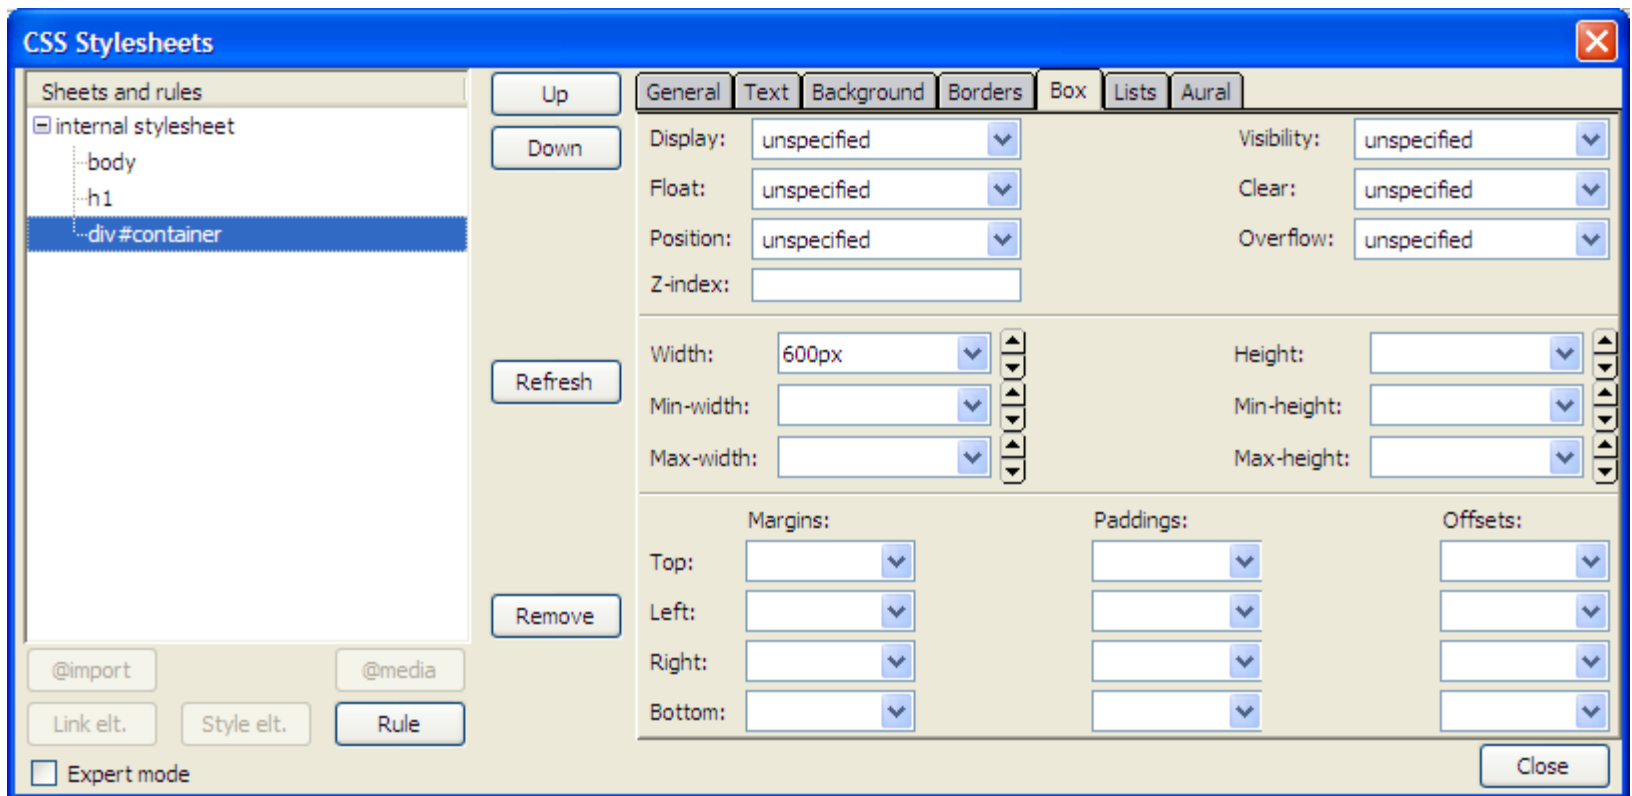 CSS Stylesheets
Sheets and rules
internal stylesheet
body
h1
div#container
@import
@media
Link elt.
Style elt.
Rule
Expert mode
Up
Down
Refresh
Remove
General Text Background Borders Box Lists Aural
Display: unspecified Visibility: unspecified
Float: unspecified Clear: unspecified
Position: unspecified Overflow: unspecified
Z-index:
Width: 600px Height:
Min-width: Min-height:
Max-width: Max-height:
Margins: Paddings: Offsets:
Top:
Left:
Right:
Bottom:
Close